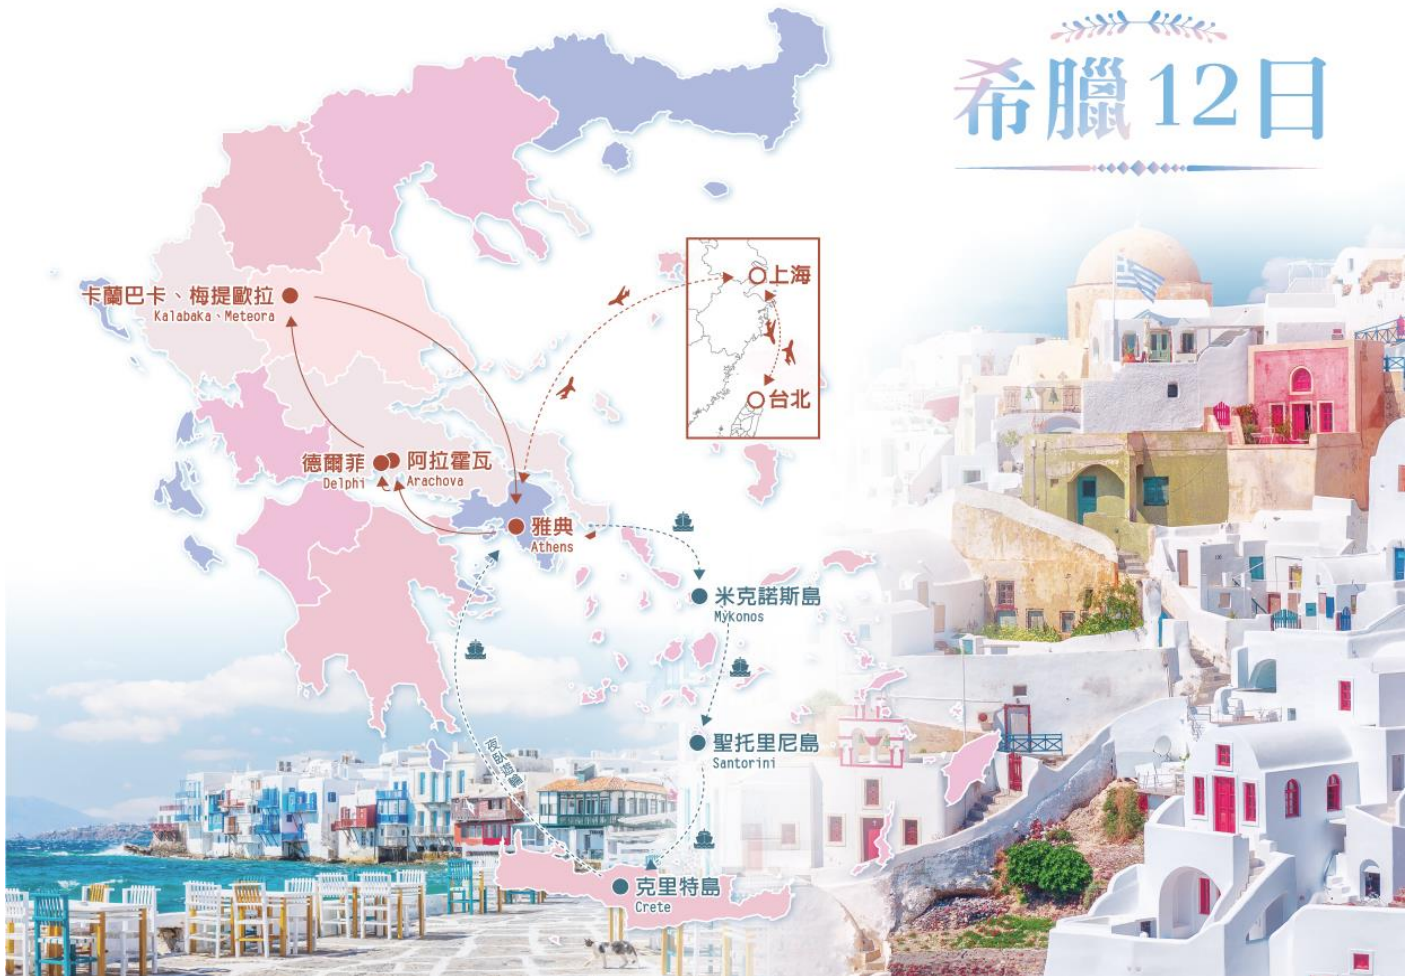 希臘12日
上海
台北
卡蘭巴卡、梅提歐拉
Kalabaka、Meteora
德爾菲
Delphi
阿拉霍瓦
Arachova
雅典
Athens
米克諾斯島
Mykonos
聖托里尼島
Santorini
夜臥渡輪
克里特島
Crete